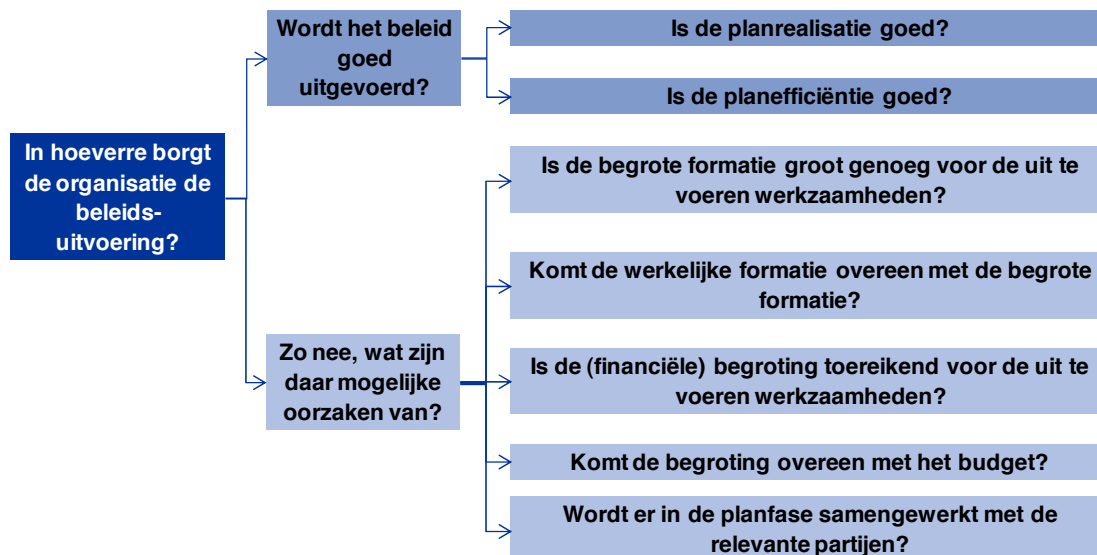 In hoeverre borgt
de organisatie de
beleids-
uitvoering?
Wordt het beleid
goed
uitgevoerd?
Is de planrealisatie goed?
Is de planefficiëntie goed?
Zo nee, wat zijn
daar mogelijke
oorzaken van?
Is de begrote formatie groot genoeg voor de uit te
voeren werkzaamheden?
Komt de werkelijke formatie overeen met de begrote
formatie?
Is de (financiële) begroting toereikend voor de uit te
voeren werkzaamheden?
Komt de begroting overeen met het budget?
Wordt er in de planfase samengewerkt met de
relevante partijen?